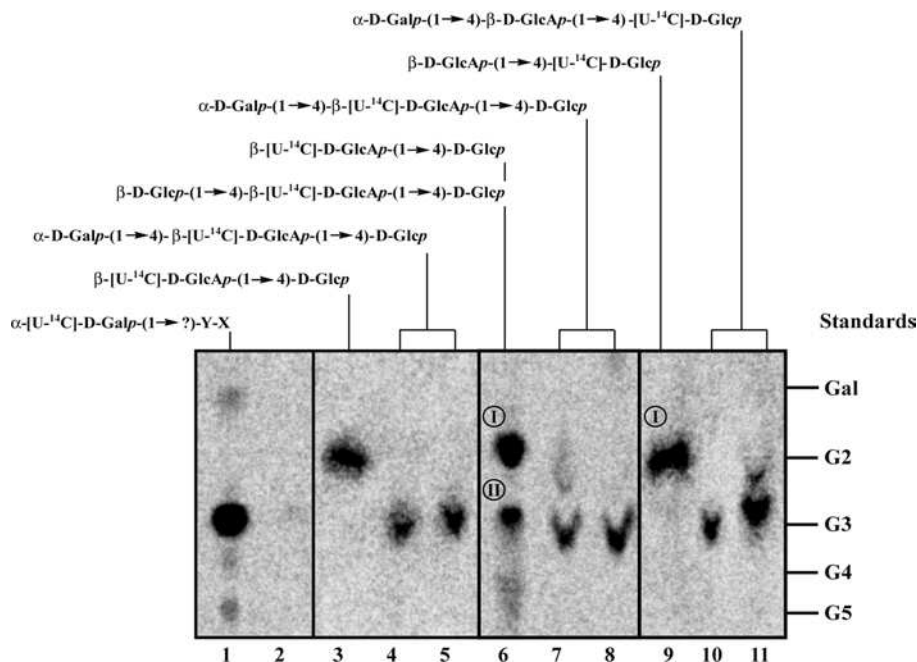 α-D-Galp-(1→4)-β-D-GlcAp-(1→4)-[U-¹⁴C]-D-Glcp
β-D-GlcAp-(1→4)-[U-¹⁴C]-D-Glcp
α-D-Galp-(1→4)-β-[U-¹⁴C]-D-GlcAp-(1→4)-D-Glcp
β-[U-¹⁴C]-D-GlcAp-(1→4)-D-Glcp
β-D-Glcp-(1→4)-β-[U-¹⁴C]-D-GlcAp-(1→4)-D-Glcp
α-D-Galp-(1→4)-β-[U-¹⁴C]-D-GlcAp-(1→4)-D-Glcp
β-[U-¹⁴C]-D-GlcAp-(1→4)-D-Glcp
α-[U-¹⁴C]-D-Galp-(1→?)-Y-X
Standards
Gal
I I
G2
II
G3
G4
G5
1 2 3 4 5 6 7 8 9 10 11